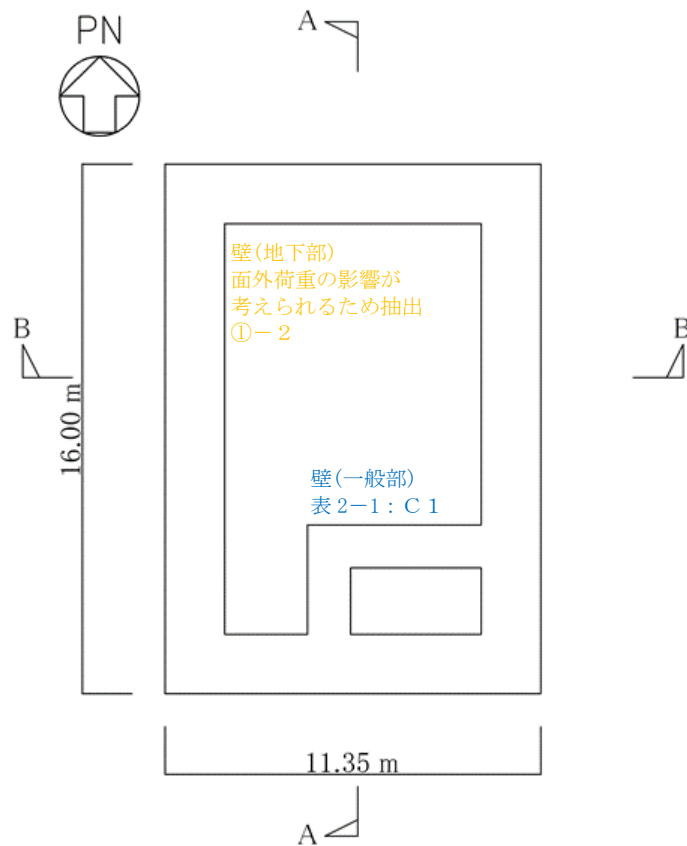 A
PN
壁(地下部)
面外荷重の影響が
考えられるため抽出
①－２
B
B
16.00 m
壁(一般部)
表 2－1：Ｃ１
11.35 m
A